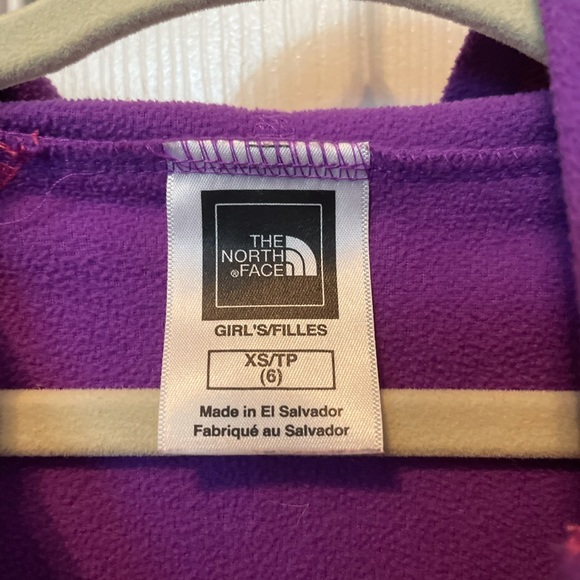 THE
NORTH
®FACE
GIRL'S/FILLES
XS/TP
(6)
Made in El Salvador
Fabriqué au Salvador